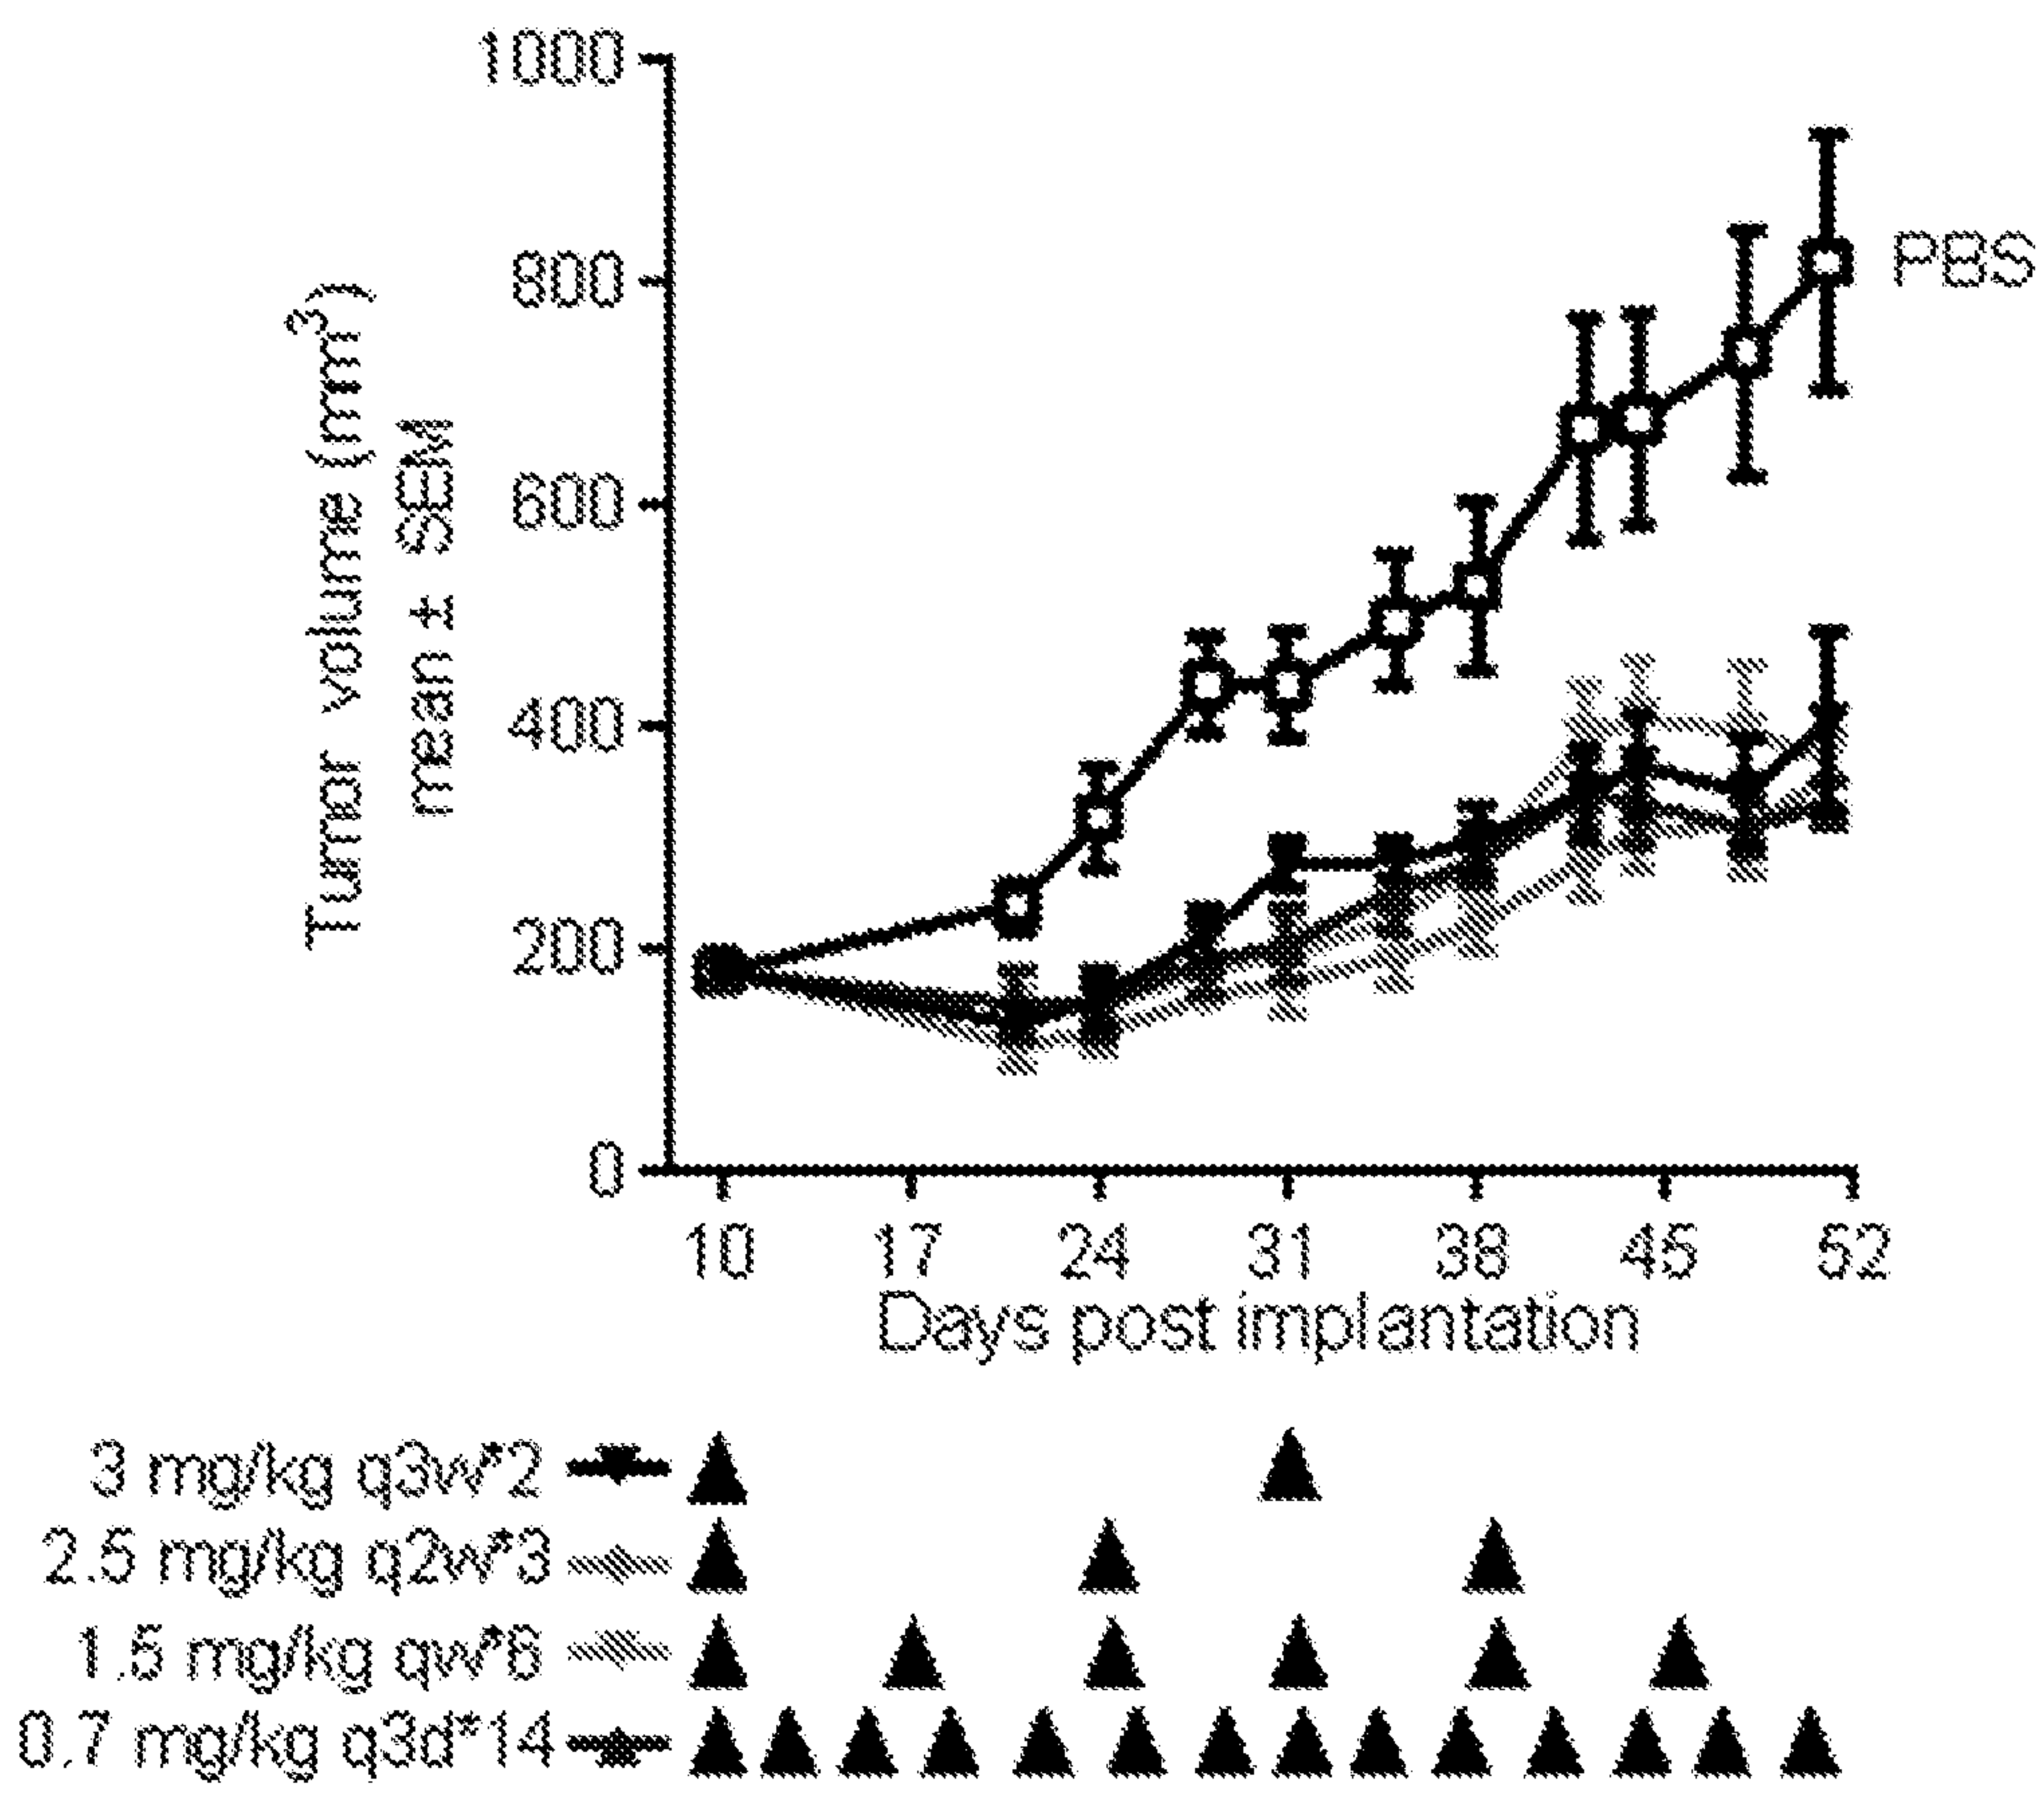 Tumor volume (mm³)
mean ± SEM
1000
800
600
400
200
0
PBS
10 17 24 31 38 45 52
Days post implantation
3 mg/kg q3w*2
2.5 mg/kg q2w*3
1.5 mg/kg qw*6
0.7 mg/kg q3d*14